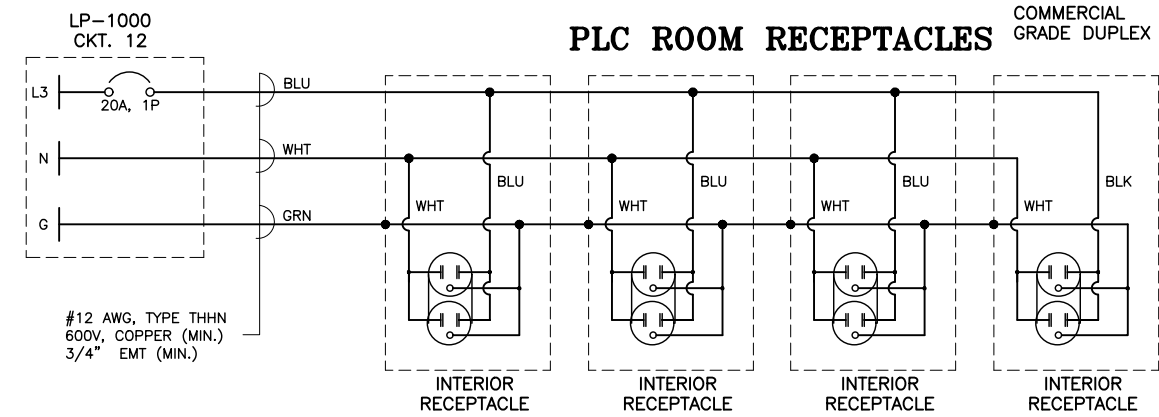 LP-1000
CKT. 12
PLC ROOM RECEPTACLES
COMMERCIAL
GRADE DUPLEX
L3
20A, 1P
BLU
N
WHT
BLU
BLU
BLU
BLK
G
GRN
WHT
WHT
WHT
WHT
#12 AWG, TYPE THHN
600V, COPPER (MIN.)
3/4" EMT (MIN.)
INTERIOR
RECEPTACLE
INTERIOR
RECEPTACLE
INTERIOR
RECEPTACLE
INTERIOR
RECEPTACLE